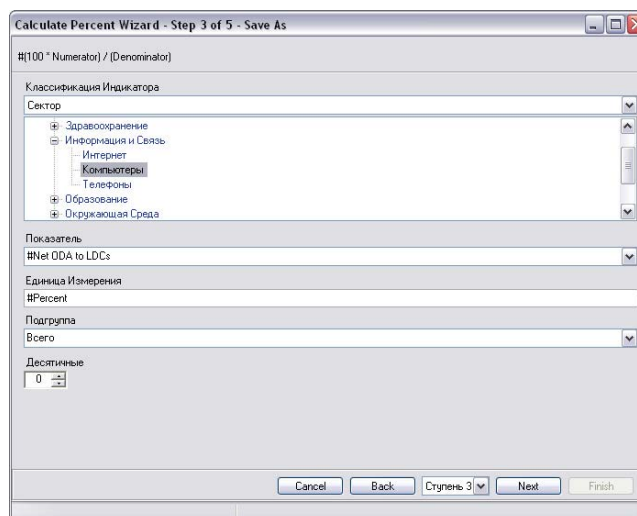 Calculate Percent Wizard - Step 3 of 5 - Save As
#(100 * Numerator) / (Denominator)
Классификация Индикатора
Сектор
Здравоохранение
Информация и Связь
Интернет
Компьютеры
Телефоны
Образование
Окружающая Среда
Показатель
#Net ODA to LDCs
Единица Измерения
#Percent
Подгруппа
Всего
Десятичные
0
Cancel Back Ступень 3 Next Finish